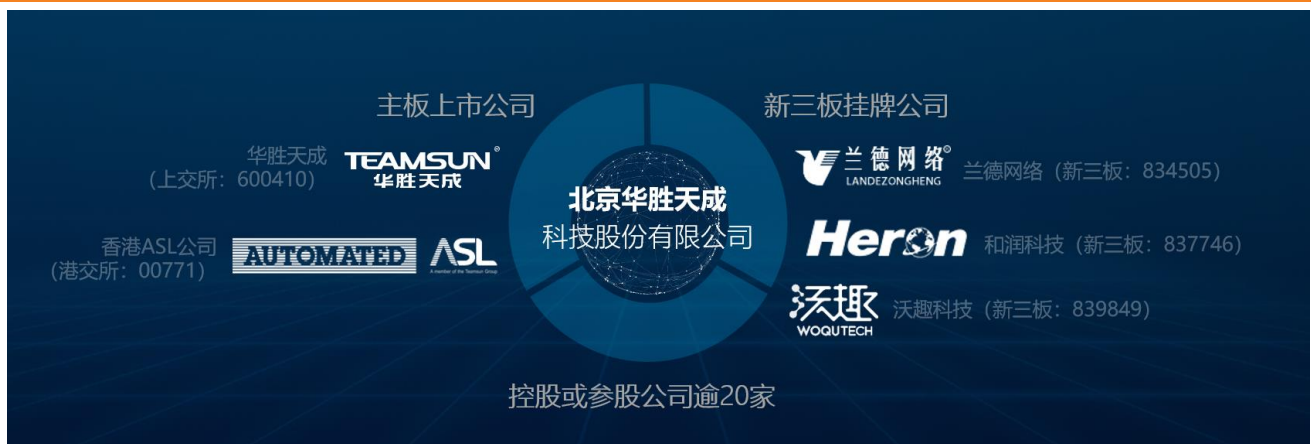 主板上市公司
新三板挂牌公司
华胜天成
(上交所：600410)
TEAMSUN®
华胜天成
香港ASL公司
(港交所：00771)
AUTOMATED
ASL
A member of the Teamsun Group
北京华胜天成
科技股份有限公司
兰德网络®
LANDEZONGHENG
兰德网络 (新三板：834505)
Heron
和润科技 (新三板：837746)
沃趣
WOQUTECH
沃趣科技 (新三板：839849)
控股或参股公司逾20家